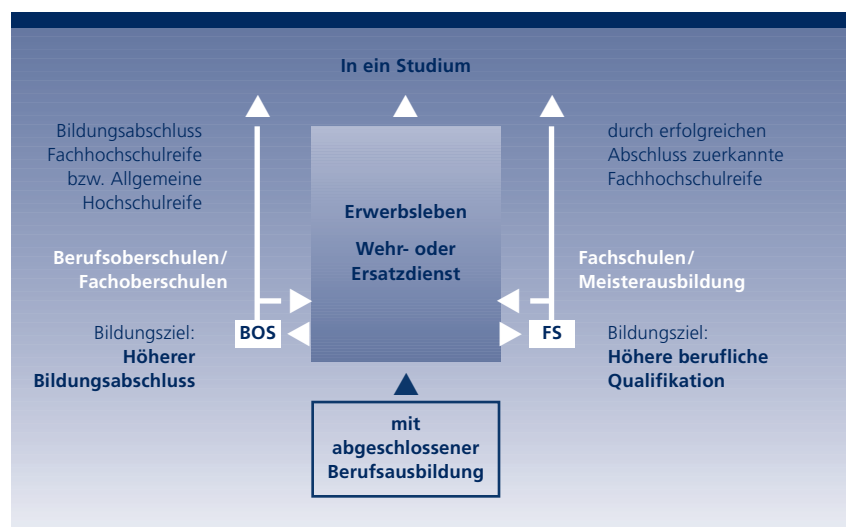 In ein Studium
Bildungsabschluss
Fachhochschulreife
bzw. Allgemeine
Hochschulreife
durch erfolgreichen
Abschluss zuerkannte
Fachhochschulreife
Erwerbsleben
Wehr- oder
Ersatzdienst
Berufsoberschulen/
Fachoberschulen
Fachschulen/
Meisterausbildung
Bildungsziel:
Höherer
Bildungsabschluss
BOS
FS
Bildungsziel:
Höhere berufliche
Qualifikation
mit
abgeschlossener
Berufsausbildung